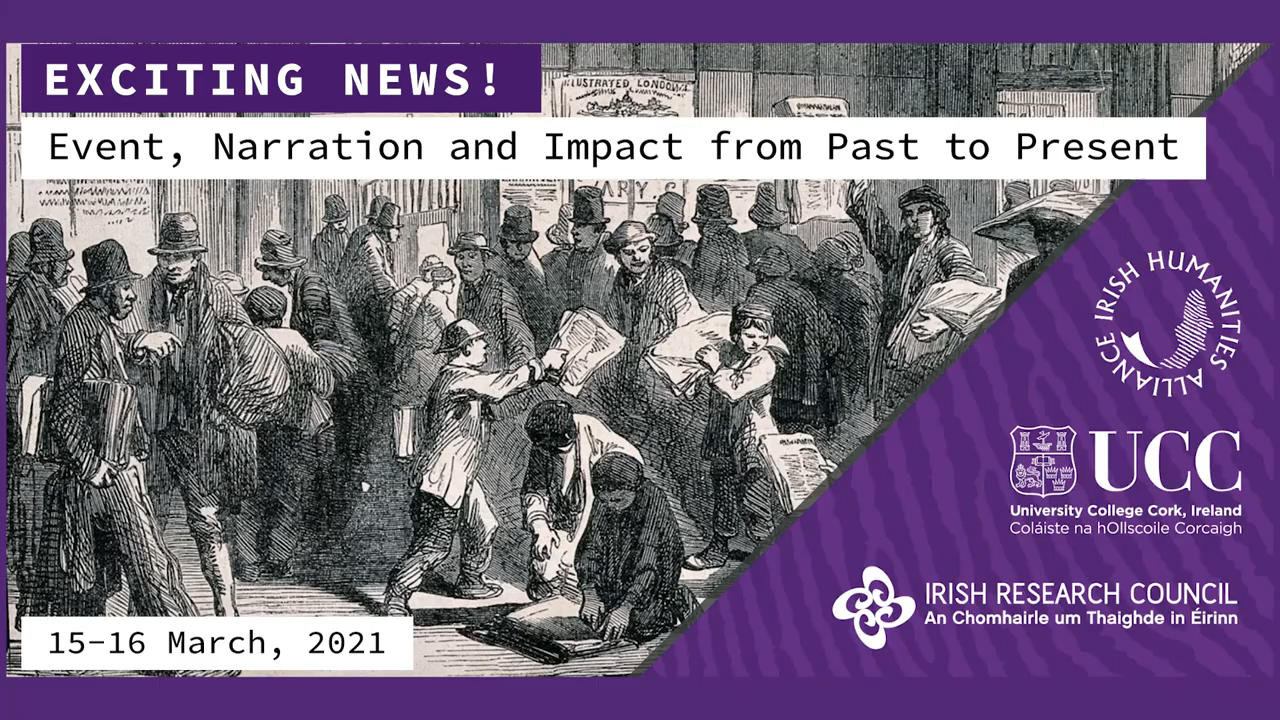 EXCITING NEWS!
ILLUSTRATED LONDON
Event, Narration and Impact from Past to Present
IRISH HUMANITIES ALLIANCE
UCC
University College Cork, Ireland
Coláiste na hOllscoile Corcaigh
IRISH RESEARCH COUNCIL
An Chomhairle um Thaighde in Éirinn
15-16 March, 2021